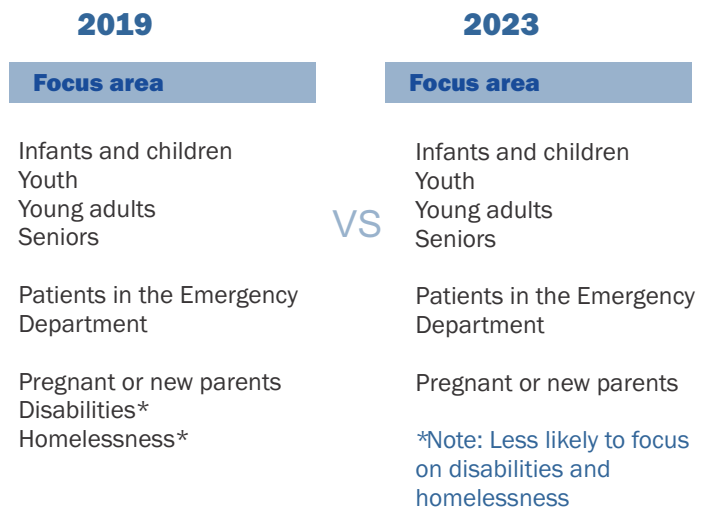 2019
Focus area
Infants and children
Youth
Young adults
Seniors
Patients in the Emergency
Department
Pregnant or new parents
Disabilities*
Homelessness*
VS
2023
Focus area
Infants and children
Youth
Young adults
Seniors
Patients in the Emergency
Department
Pregnant or new parents
*Note: Less likely to focus
on disabilities and
homelessness